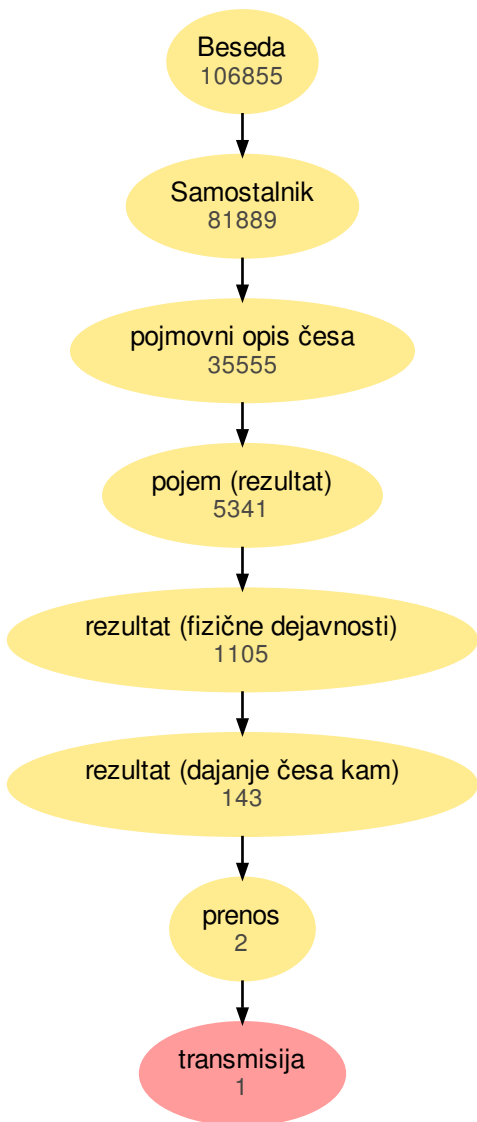 Beseda
106855
Samostalnik
81889
pojmovni opis česa
35555
pojem (rezultat)
5341
rezultat (fizične dejavnosti)
1105
rezultat (dajanje česa kam)
143
prenos
2
transmisija
1